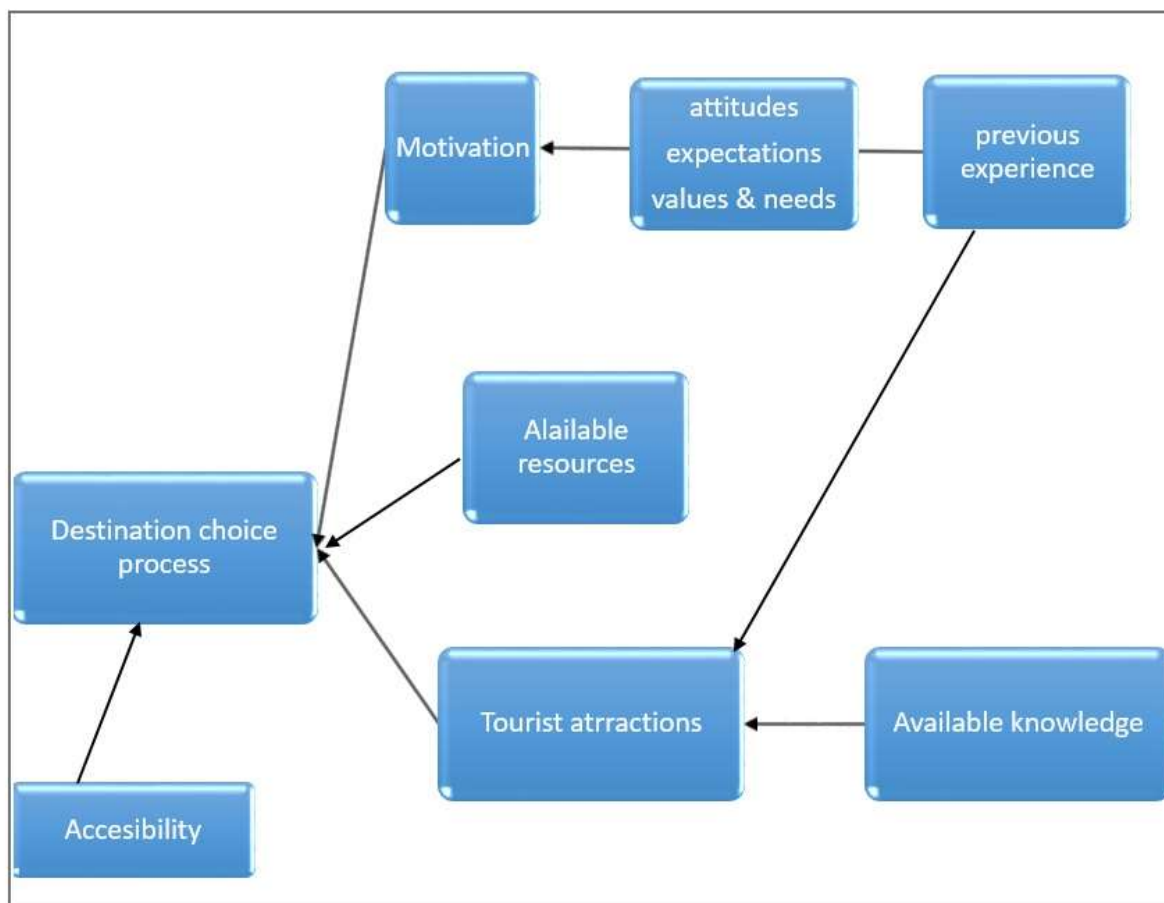 Motivation
attitudes
expectations
values & needs
previous
experience
Alailable
resources
Destination choice
process
Tourist atrractions
Available knowledge
Accesibility